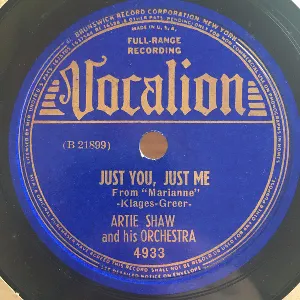 BRUNSWICK RECORD CORPORATION, NEW YORK
MADE IN U.S.A.
FULL-RANGE
RECORDING
Vocalion
(B 21899)
JUST YOU, JUST ME
From "Marianne"
-Klages-Greer-
ARTIE SHAW
and his ORCHESTRA
4933